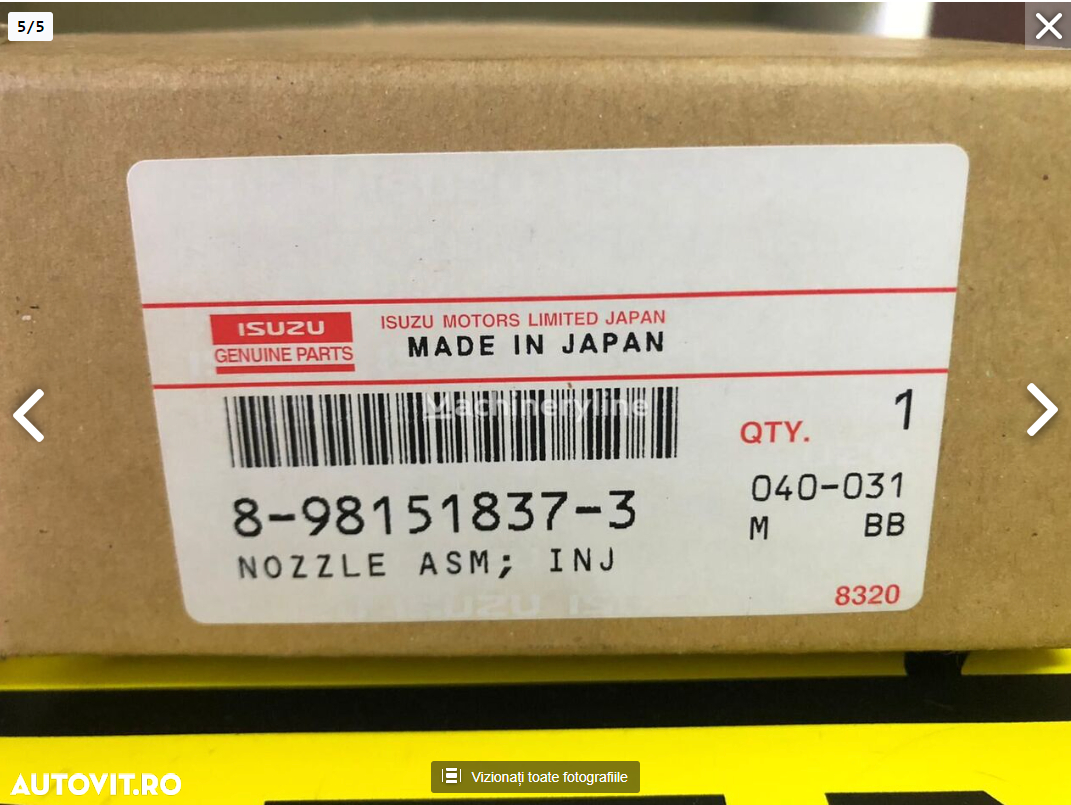 5/5
ISUZU
GENUINE PARTS
ISUZU MOTORS LIMITED JAPAN
MADE IN JAPAN
Machineryline
QTY. 1
8-98151837-3
040-031
NOZZLE ASM; INJ
M BB
8320
AUTOVIT.RO
Vizionați toate fotografiile